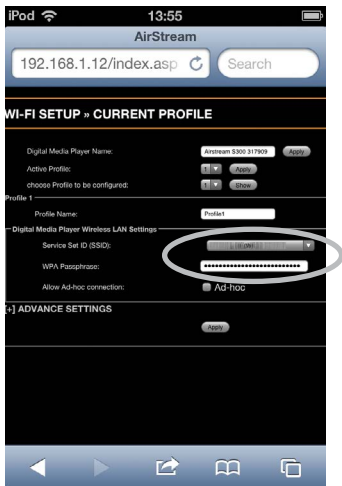 iPod 13:55
AirStream
192.168.1.12/index.asp Search
WI-FI SETUP » CURRENT PROFILE
Digital Media Player Name: Airstream S300 317909 Apply
Active Profile: 1 Apply
choose Profile to be configured: 1 Show
Profile 1
Profile Name: Profile1
Digital Media Player Wireless LAN Settings
Service Set ID (SSID):
WPA Passphrase: ••••••••••••••••••••••••••
Allow Ad-hoc connection: Ad-hoc
[+] ADVANCE SETTINGS
Apply